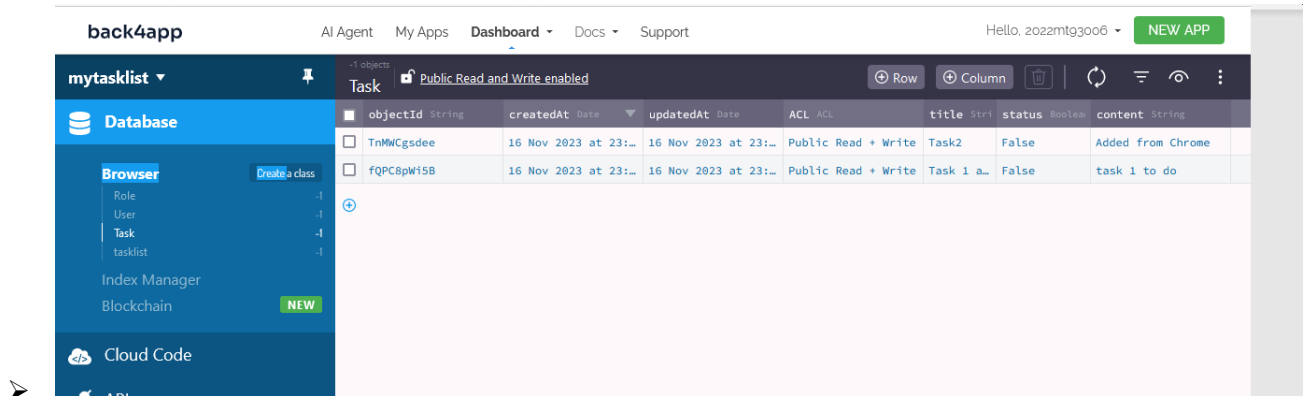 back4app AI Agent My Apps Dashboard Docs Support Hello, 2022mt93006 NEW APP
mytasklist
-1 objects
Task Public Read and Write enabled Row Column
Database
objectId String createdAt Date updatedAt Date ACL ACL title Stri status Boolea content String
TnMWCgsdee 16 Nov 2023 at 23:… 16 Nov 2023 at 23:… Public Read + Write Task2 False Added from Chrome
fQPC8pWi5B 16 Nov 2023 at 23:… 16 Nov 2023 at 23:… Public Read + Write Task 1 a… False task 1 to do
Browser Create a class
Role -1
User -1
Task -1
tasklist -1
Index Manager
Blockchain NEW
Cloud Code